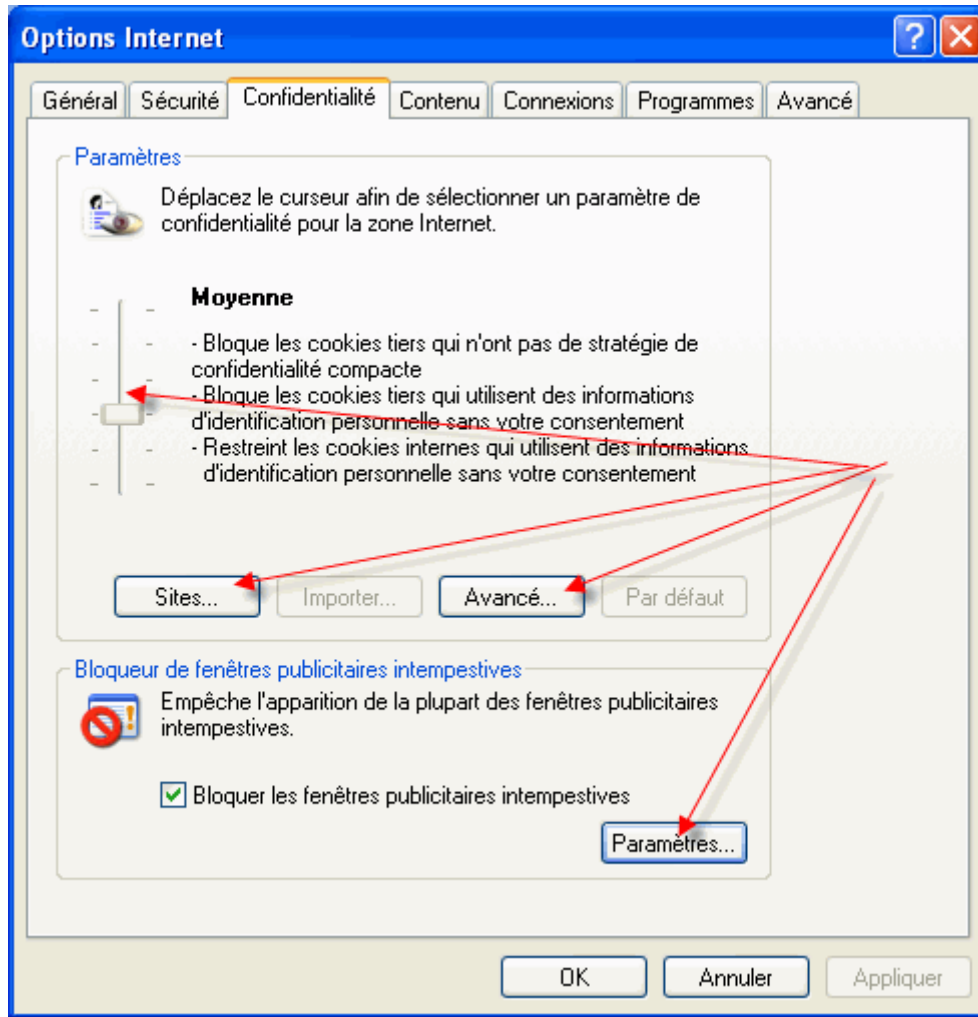 Options Internet
Général Sécurité Confidentialité Contenu Connexions Programmes Avancé
Paramètres
Déplacez le curseur afin de sélectionner un paramètre de
confidentialité pour la zone Internet.
Moyenne
- Bloque les cookies tiers qui n'ont pas de stratégie de
confidentialité compacte
- Bloque les cookies tiers qui utilisent des informations
d'identification personnelle sans votre consentement
- Restreint les cookies internes qui utilisent des informations
d'identification personnelle sans votre consentement
Sites... Importer... Avancé... Par défaut
Bloqueur de fenêtres publicitaires intempestives
Empêche l'apparition de la plupart des fenêtres publicitaires
intempestives.
Bloquer les fenêtres publicitaires intempestives
Paramètres...
OK Annuler Appliquer